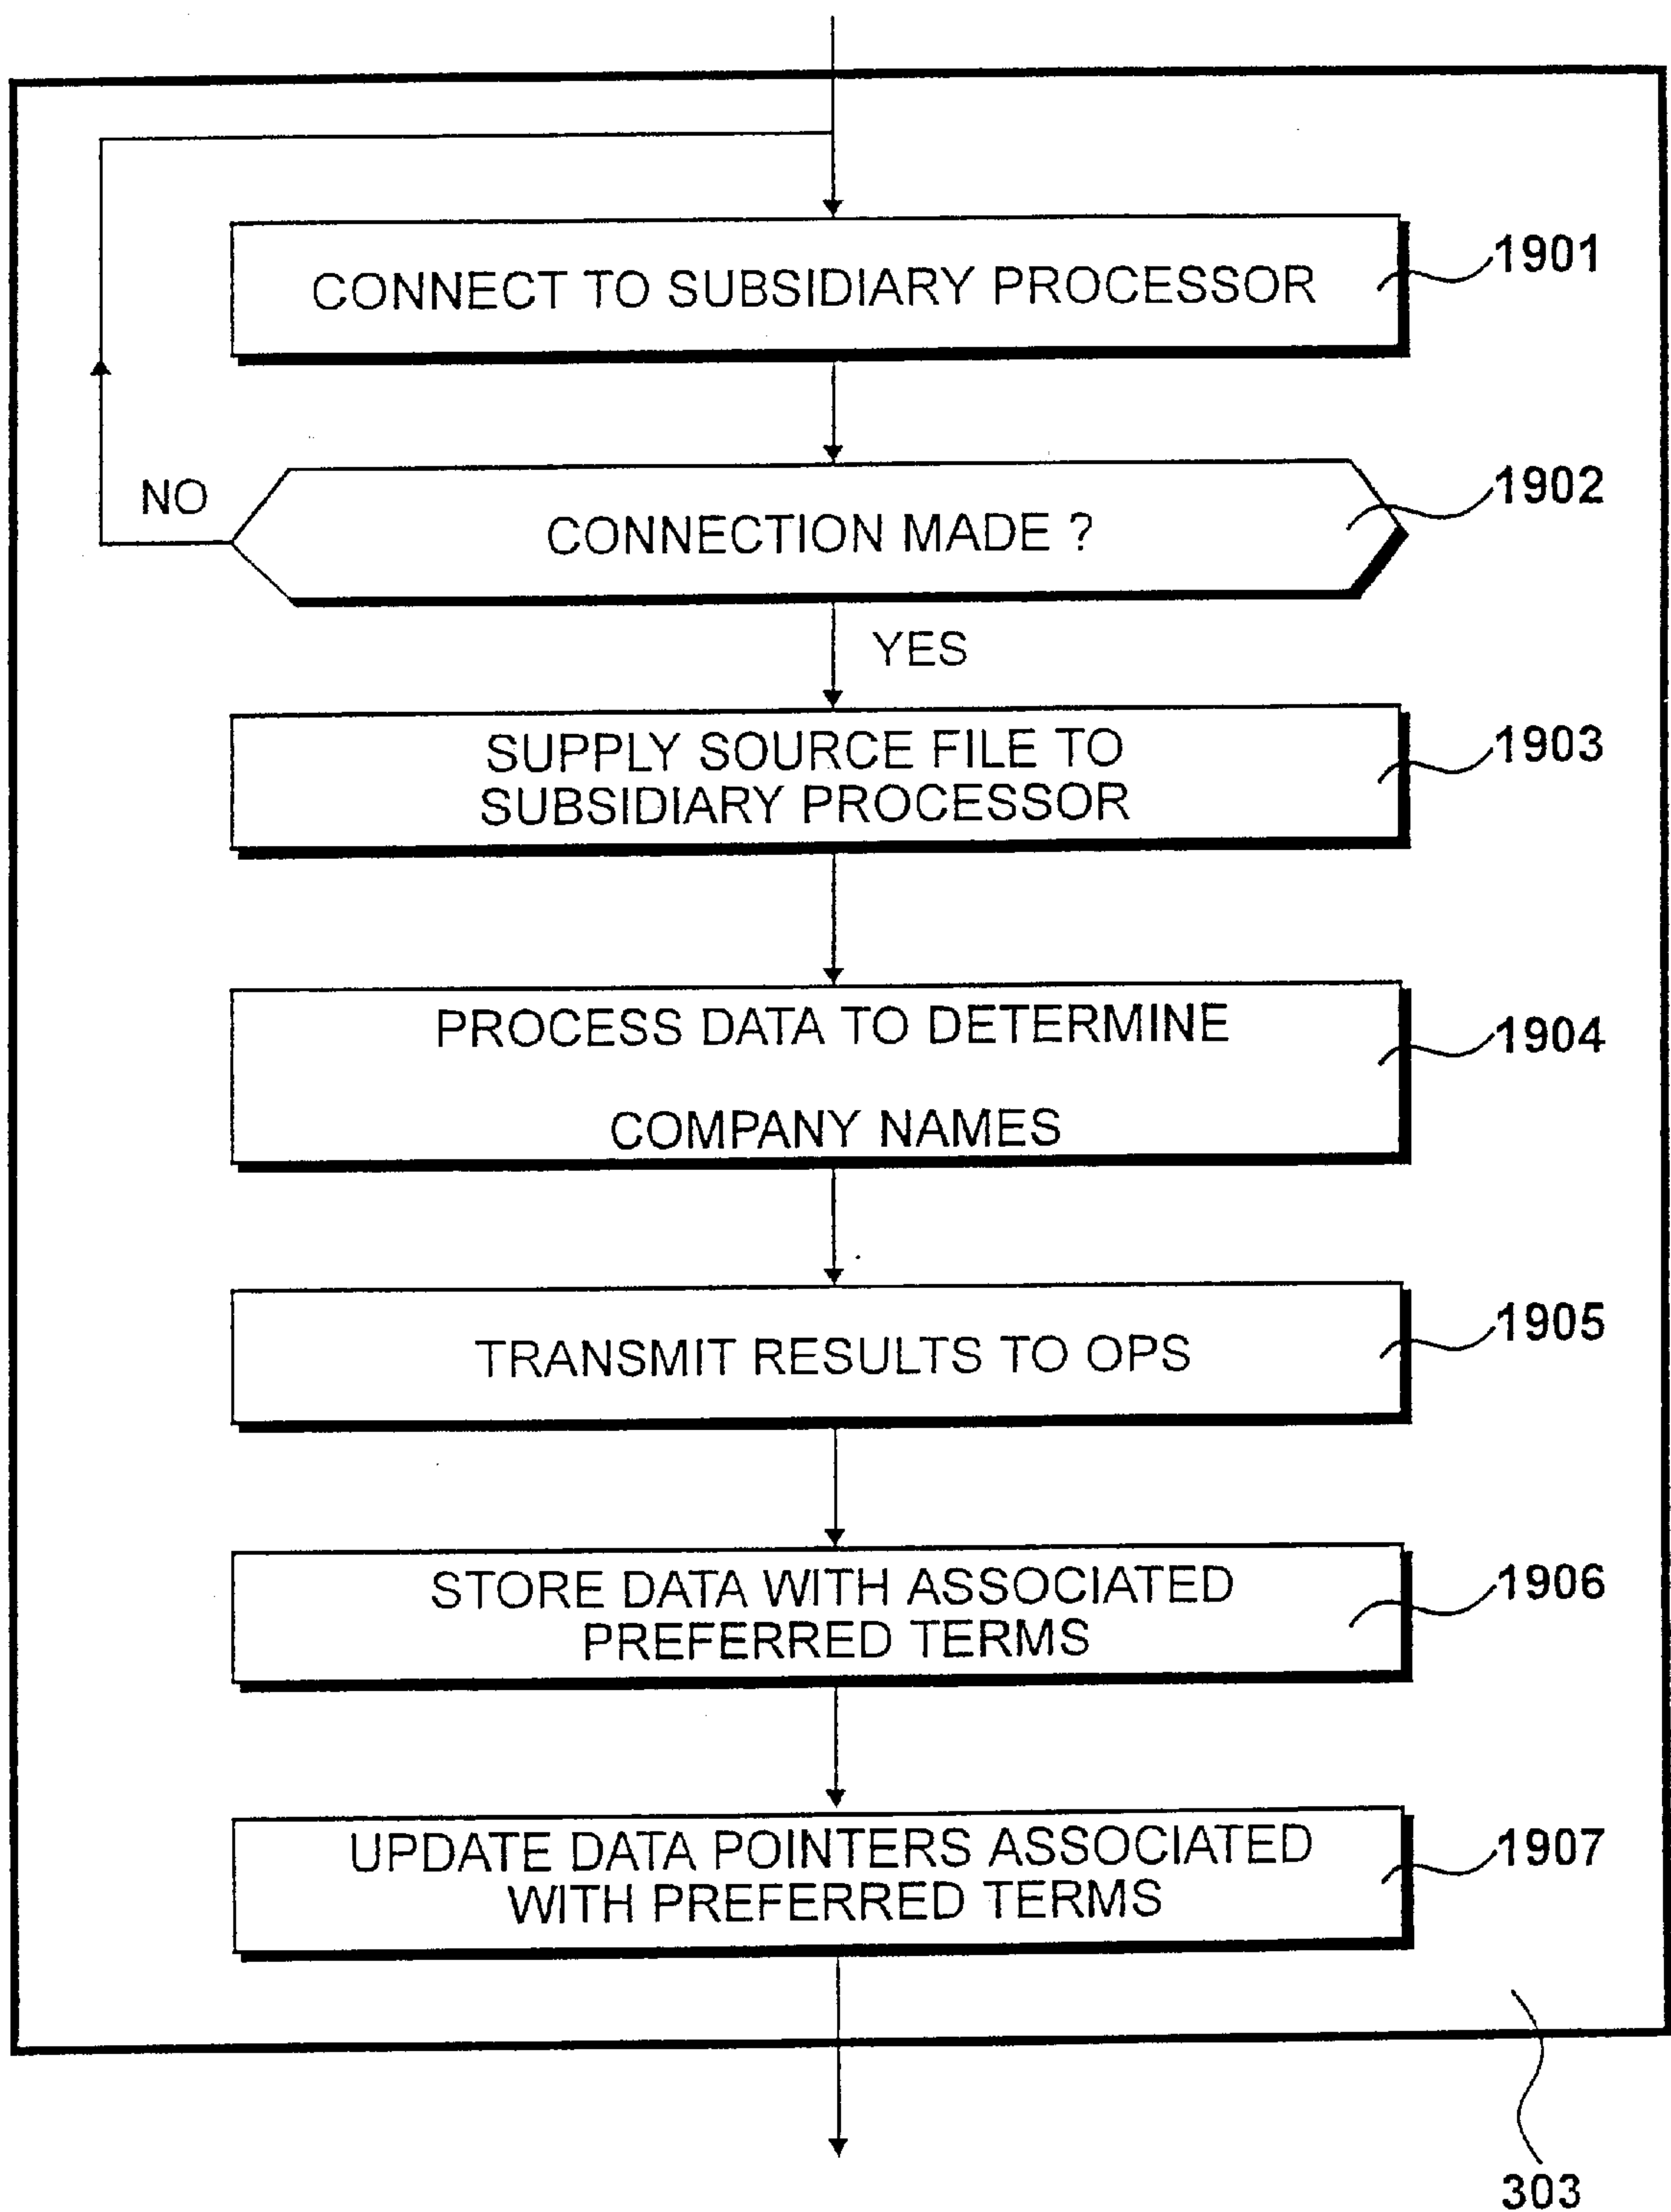 CONNECT TO SUBSIDIARY PROCESSOR
1901
NO
CONNECTION MADE ?
1902
YES
SUPPLY SOURCE FILE TO
SUBSIDIARY PROCESSOR
1903
PROCESS DATA TO DETERMINE
COMPANY NAMES
1904
TRANSMIT RESULTS TO OPS
1905
STORE DATA WITH ASSOCIATED
PREFERRED TERMS
1906
UPDATE DATA POINTERS ASSOCIATED
WITH PREFERRED TERMS
1907
303